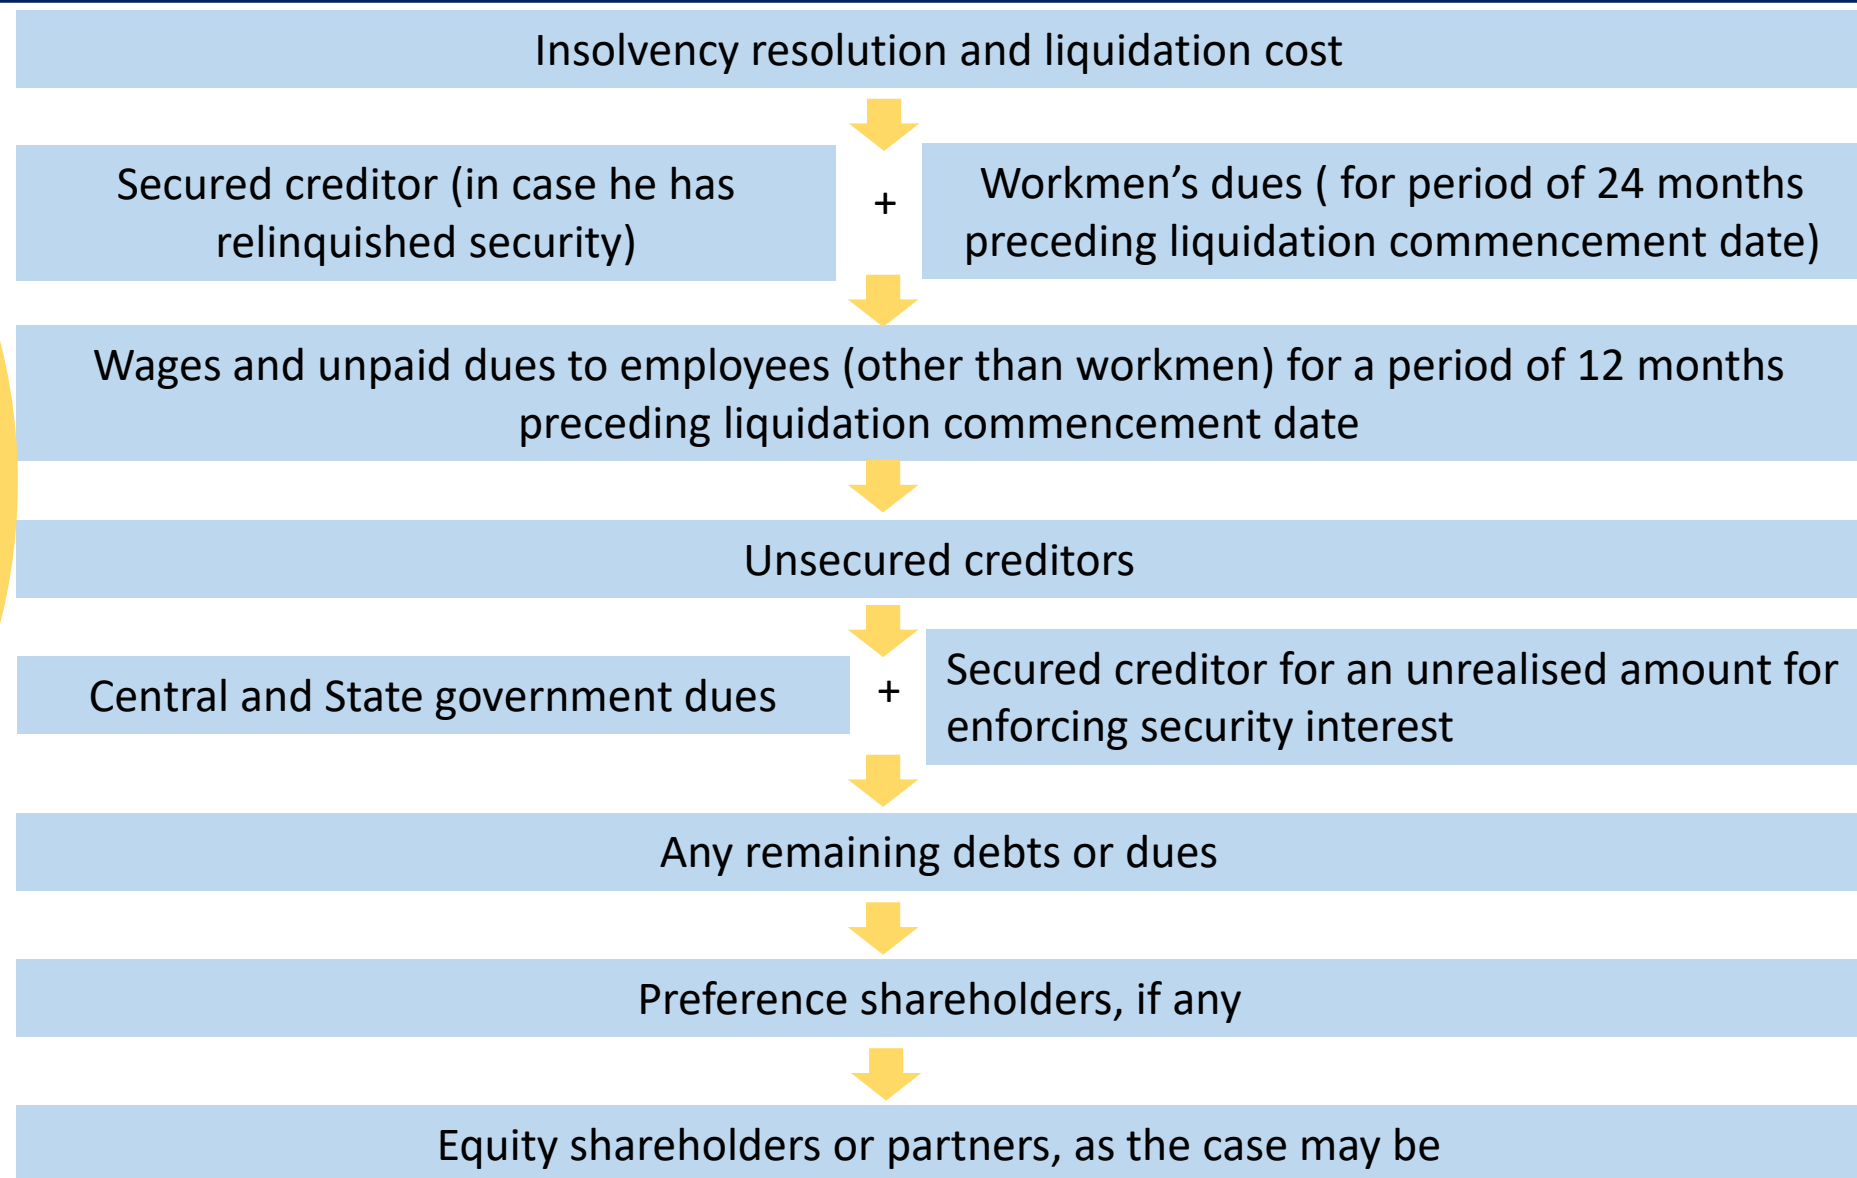 Insolvency resolution and liquidation cost
Secured creditor (in case he has
relinquished security)
+
Workmen’s dues ( for period of 24 months
preceding liquidation commencement date)
Wages and unpaid dues to employees (other than workmen) for a period of 12 months
preceding liquidation commencement date
Unsecured creditors
Central and State government dues
+
Secured creditor for an unrealised amount for
enforcing security interest
Any remaining debts or dues
Preference shareholders, if any
Equity shareholders or partners, as the case may be